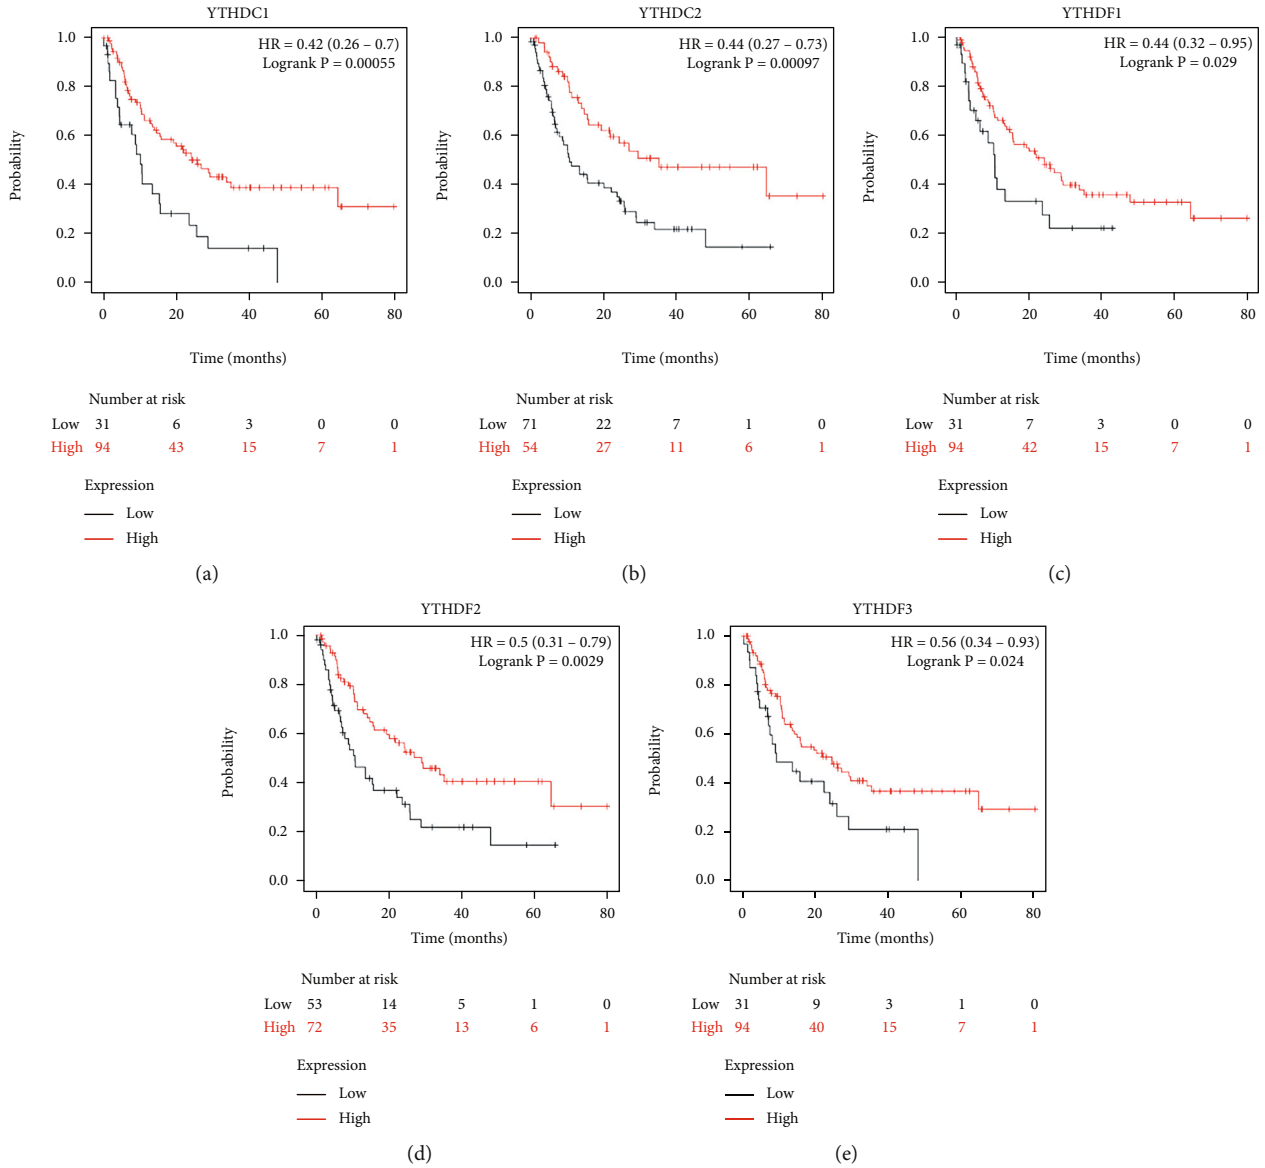 YTHDC1
HR = 0.42 (0.26 – 0.7)
Logrank P = 0.00055
Probability
1.0
0.8
0.6
0.4
0.2
0.0
0 20 40 60 80
Time (months)
Number at risk
Low 31 6 3 0 0
High 94 43 15 7 1
Expression
Low
High
(a)
YTHDC2
HR = 0.44 (0.27 – 0.73)
Logrank P = 0.00097
Probability
1.0
0.8
0.6
0.4
0.2
0.0
0 20 40 60 80
Time (months)
Number at risk
Low 71 22 7 1 0
High 54 27 11 6 1
Expression
Low
High
(b)
YTHDF1
HR = 0.44 (0.32 – 0.95)
Logrank P = 0.029
Probability
1.0
0.8
0.6
0.4
0.2
0.0
0 20 40 60 80
Time (months)
Number at risk
Low 31 7 3 0 0
High 94 42 15 7 1
Expression
Low
High
(c)
YTHDF2
HR = 0.5 (0.31 – 0.79)
Logrank P = 0.0029
Probability
1.0
0.8
0.6
0.4
0.2
0.0
0 20 40 60 80
Time (months)
Number at risk
Low 53 14 5 1 0
High 72 35 13 6 1
Expression
Low
High
(d)
YTHDF3
HR = 0.56 (0.34 – 0.93)
Logrank P = 0.024
Probability
1.0
0.8
0.6
0.4
0.2
0.0
0 20 40 60 80
Time (months)
Number at risk
Low 31 9 3 1 0
High 94 40 15 7 1
Expression
Low
High
(e)